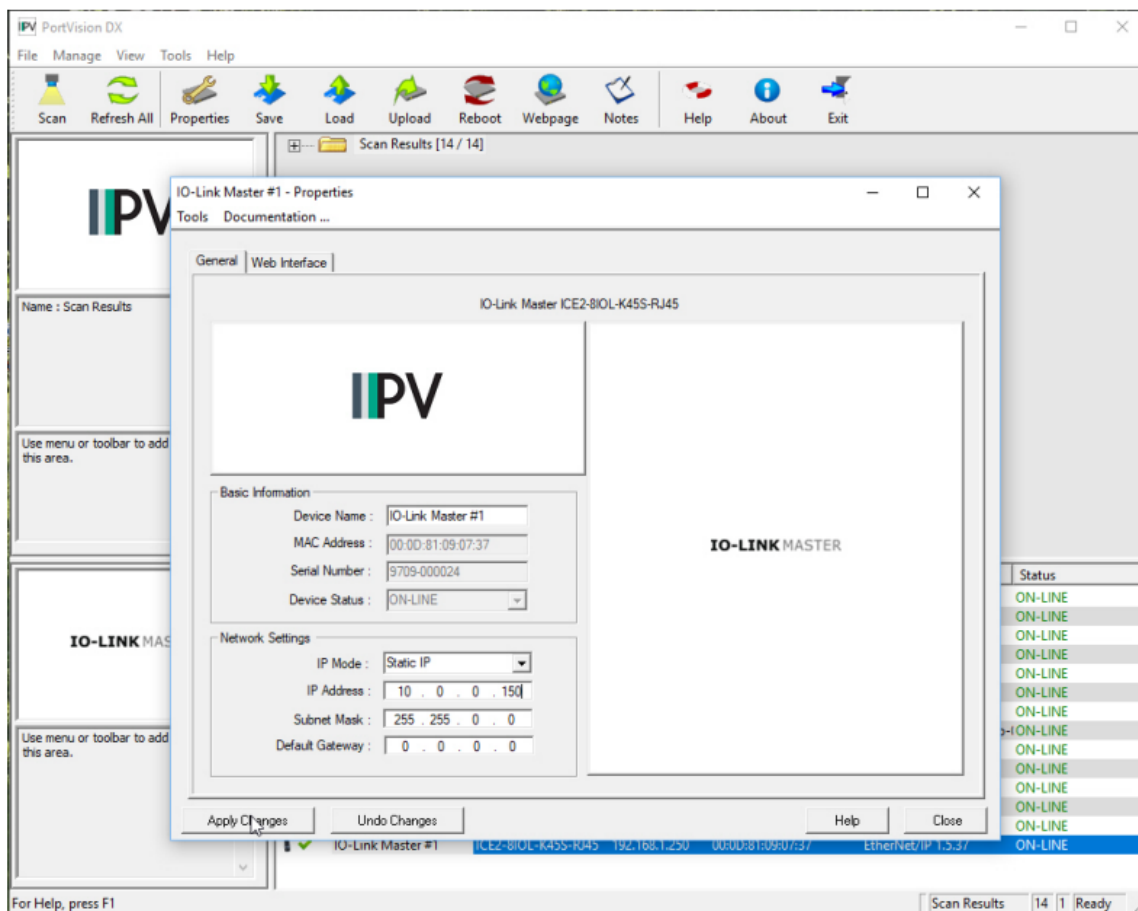 IPV PortVision DX
File Manage View Tools Help
Scan Refresh All Properties Save Load Upload Reboot Webpage Notes Help About Exit
Scan Results [14 / 14]
IPV
Name : Scan Results
Use menu or toolbar to add
this area.
IO-LINK MAS
Use menu or toolbar to add
this area.
IO-Link Master #1 - Properties
Tools Documentation ...
General Web Interface
IO-Link Master ICE2-8IOL-K45S-RJ45
IPV
Basic Information
Device Name : IO-Link Master #1
MAC Address : 00:0D:81:09:07:37
Serial Number : 9709-000024
Device Status : ON-LINE
Network Settings
IP Mode : Static IP
IP Address : 10 . 0 . 0 . 150
Subnet Mask : 255 . 255 . 0 . 0
Default Gateway : 0 . 0 . 0 . 0
IO-LINK MASTER
Apply Changes Undo Changes Help Close
Status
ON-LINE
ON-LINE
ON-LINE
ON-LINE
ON-LINE
ON-LINE
ON-LINE
ON-LINE
ON-LINE
ON-LINE
ON-LINE
ON-LINE
ON-LINE
IO-Link Master #1 ICE2-8IOL-K45S-RJ45 192.168.1.250 00:0D:81:09:07:37 EtherNet/IP 1.5.37 ON-LINE
For Help, press F1
Scan Results 14 1 Ready